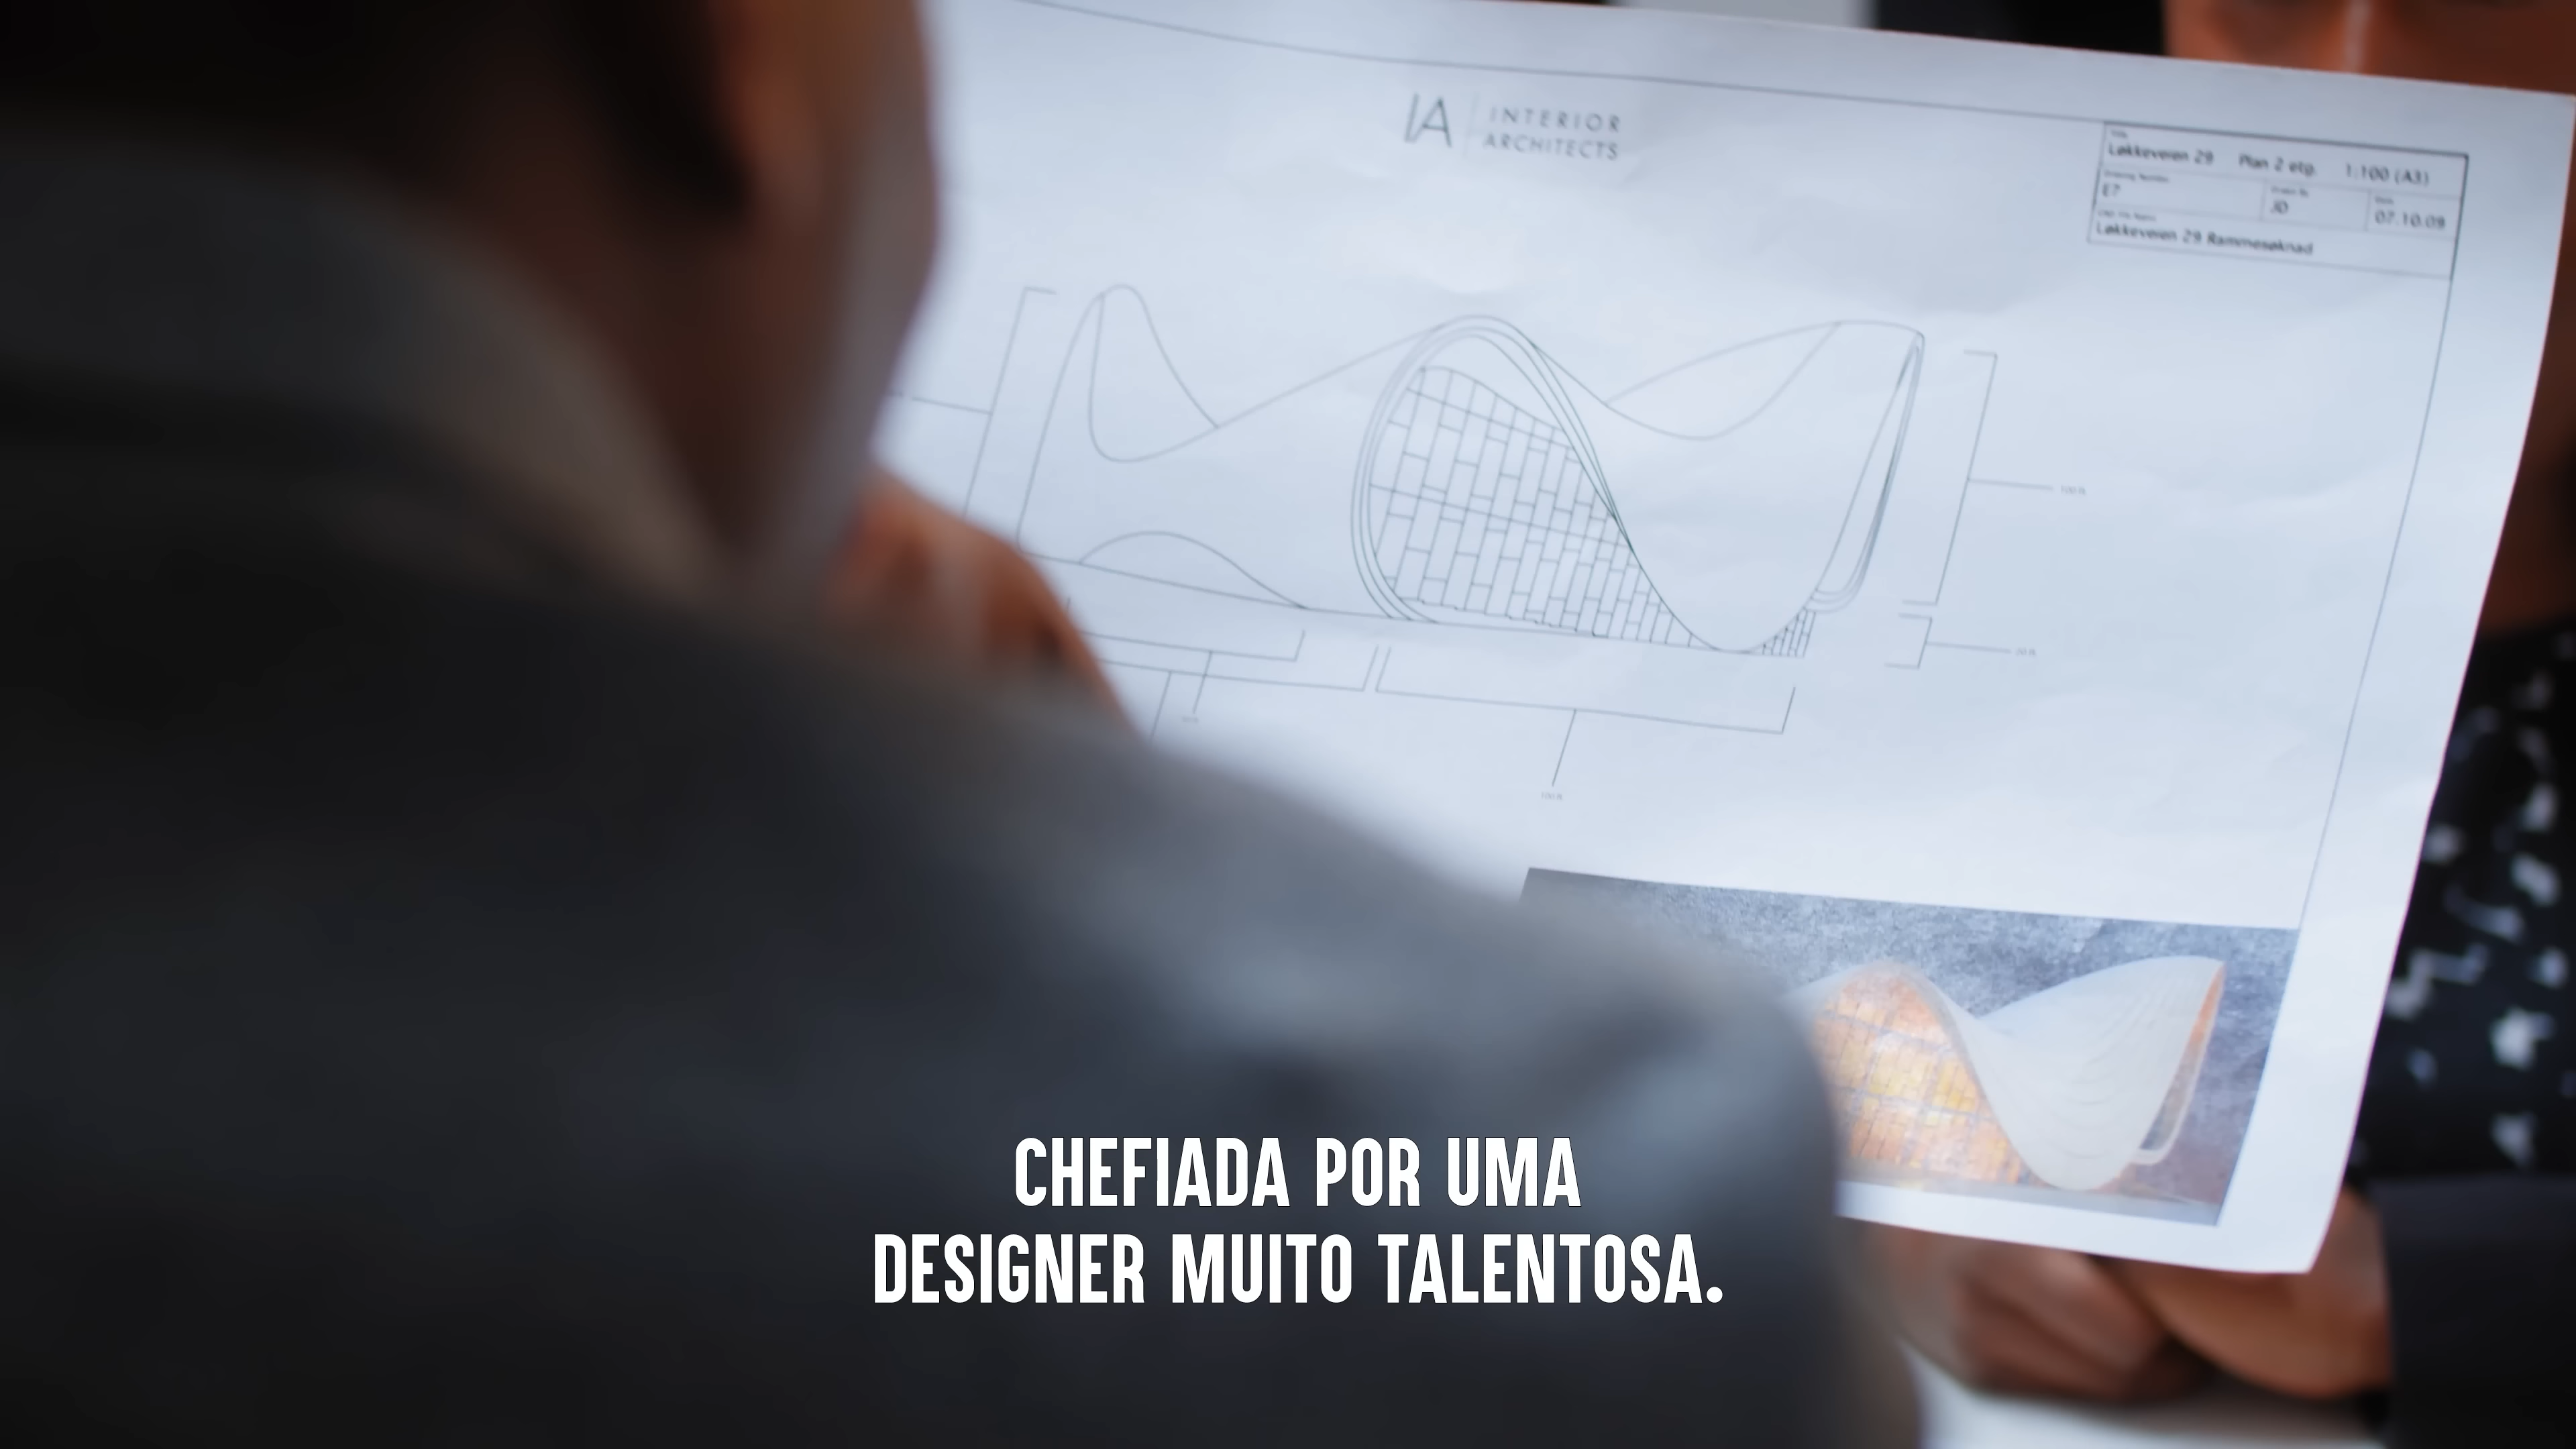 IA INTERIOR
ARCHITECTS
Løkkeveien 29 Plan 2 etg. 1:100 (A3)
E7 JD 07.10.09
Løkkeveien 29 Rammesøknad
CHEFIADA POR UMA
DESIGNER MUITO TALENTOSA.